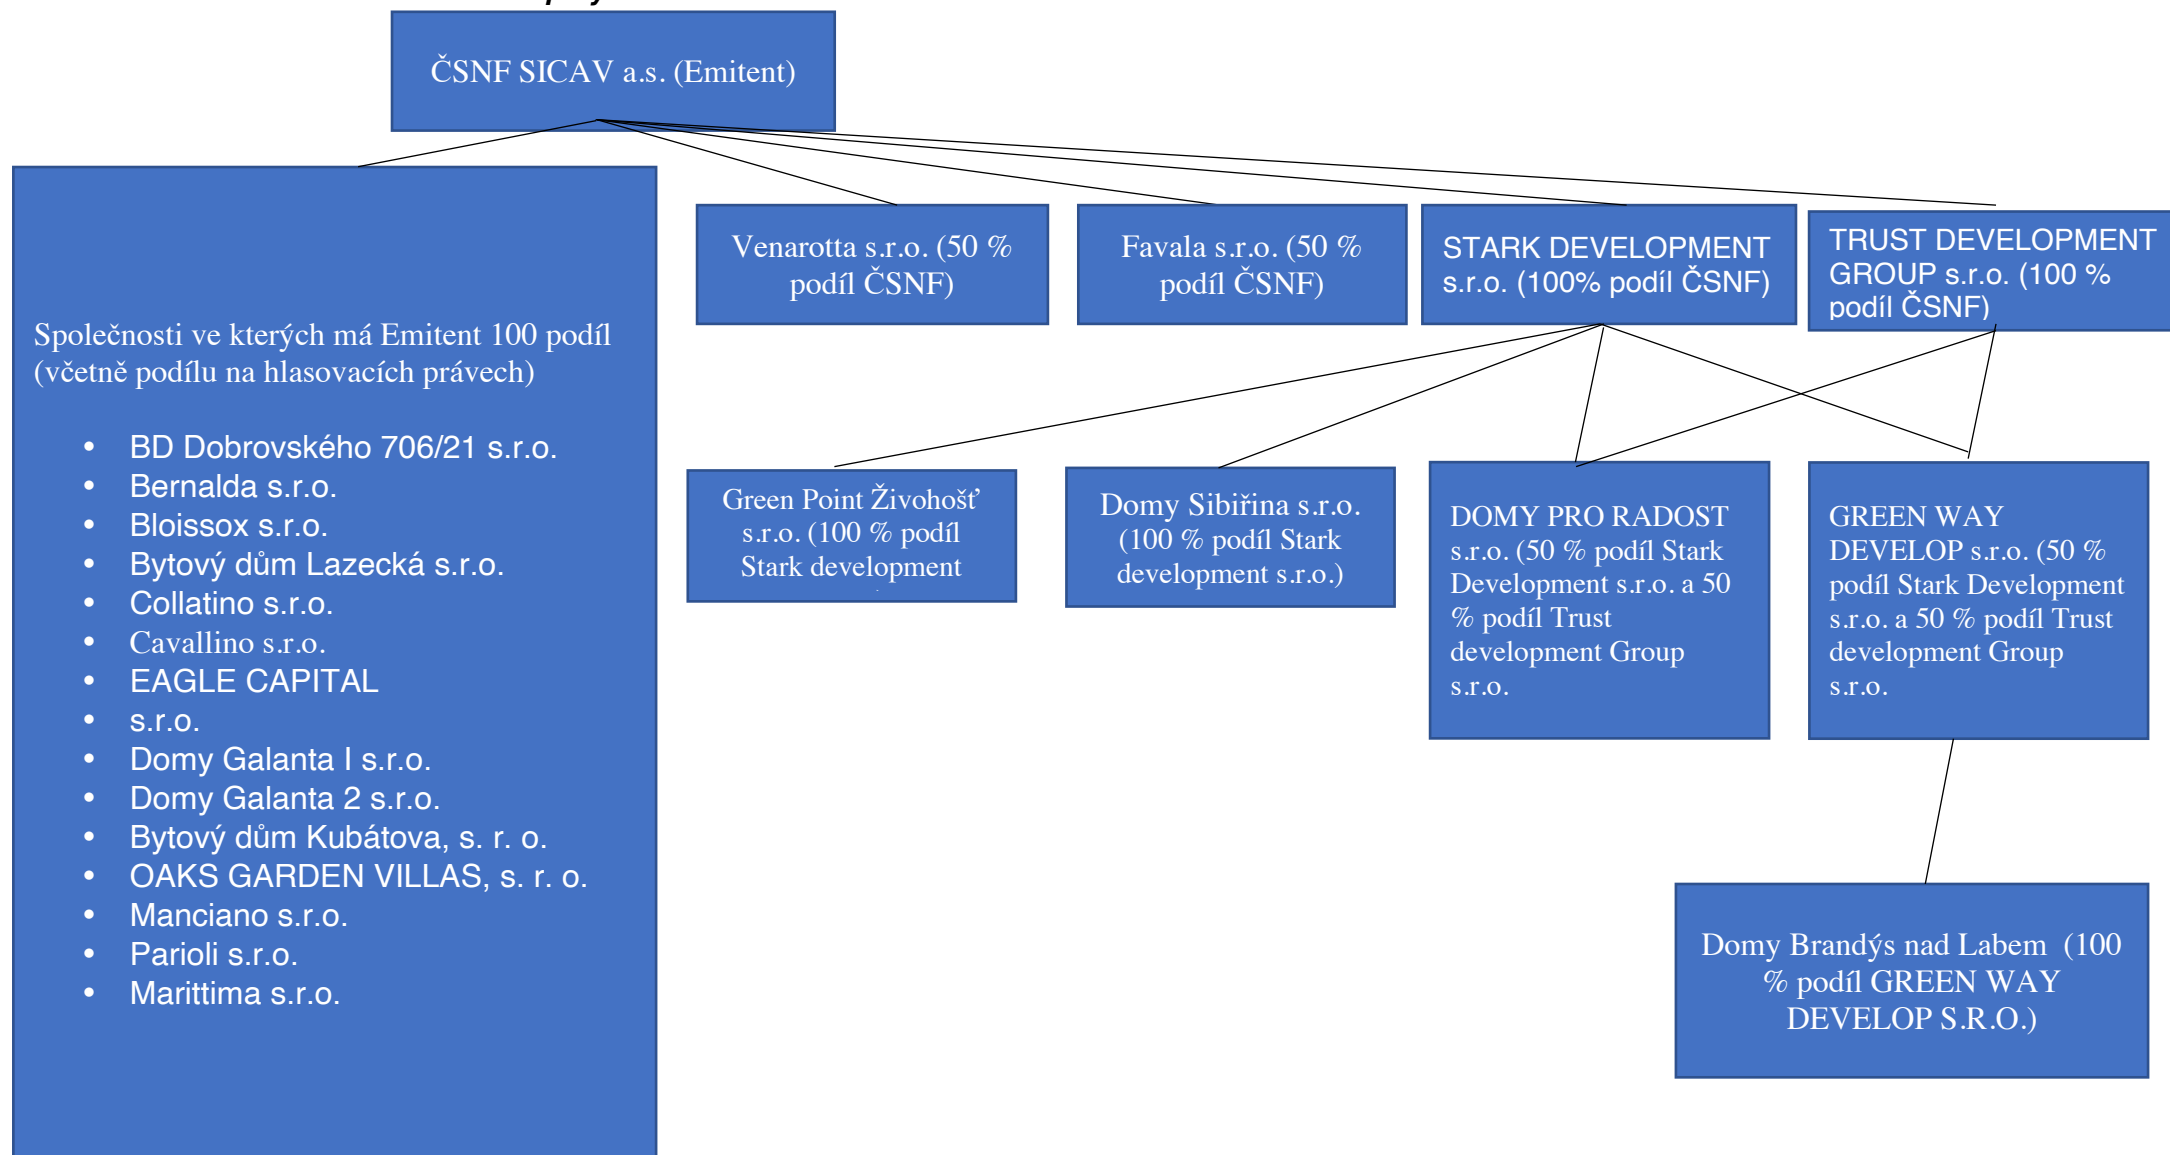 ČSNF SICAV a.s. (Emitent)
Společnosti ve kterých má Emitent 100 podíl
(včetně podílu na hlasovacích právech)
• BD Dobrovského 706/21 s.r.o.
• Bernalda s.r.o.
• Bloissox s.r.o.
• Bytový dům Lazecká s.r.o.
• Collatino s.r.o.
• Cavallino s.r.o.
• EAGLE CAPITAL
• s.r.o.
• Domy Galanta I s.r.o.
• Domy Galanta 2 s.r.o.
• Bytový dům Kubátova, s. r. o.
• OAKS GARDEN VILLAS, s. r. o.
• Manciano s.r.o.
• Parioli s.r.o.
• Marittima s.r.o.
Venarotta s.r.o. (50 %
podíl ČSNF)
Favala s.r.o. (50 %
podíl ČSNF)
STARK DEVELOPMENT
s.r.o. (100% podíl ČSNF)
TRUST DEVELOPMENT
GROUP s.r.o. (100 %
podíl ČSNF)
Green Point Živohošť
s.r.o. (100 % podíl
Stark development
Domy Sibiřina s.r.o.
(100 % podíl Stark
development s.r.o.)
DOMY PRO RADOST
s.r.o. (50 % podíl Stark
Development s.r.o. a 50
% podíl Trust
development Group
s.r.o.
GREEN WAY
DEVELOP s.r.o. (50 %
podíl Stark Development
s.r.o. a 50 % podíl Trust
development Group
s.r.o.
Domy Brandýs nad Labem (100
% podíl GREEN WAY
DEVELOP S.R.O.)